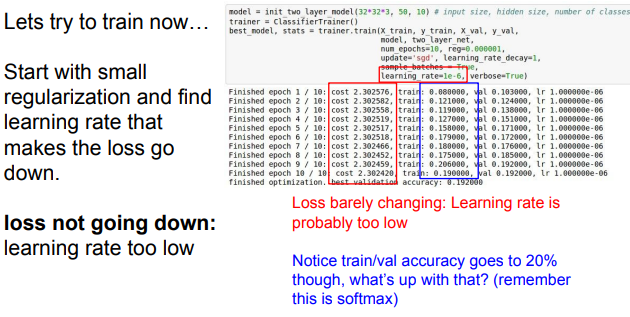 Lets try to train now…
Start with small
regularization and find
learning rate that
makes the loss go
down.
loss not going down:
learning rate too low
model = init_two_layer_model(32*32*3, 50, 10) # input size, hidden size, number of classes
trainer = ClassifierTrainer()
best_model, stats = trainer.train(X_train, y_train, X_val, y_val,
model, two_layer_net,
num_epochs=10, reg=0.000001,
update='sgd', learning_rate_decay=1,
sample_batches = True,
learning_rate=1e-6, verbose=True)
Finished epoch 1 / 10: cost 2.302576, train: 0.080000, val 0.103000, lr 1.000000e-06
Finished epoch 2 / 10: cost 2.302582, train: 0.121000, val 0.124000, lr 1.000000e-06
Finished epoch 3 / 10: cost 2.302558, train: 0.119000, val 0.138000, lr 1.000000e-06
Finished epoch 4 / 10: cost 2.302519, train: 0.127000, val 0.151000, lr 1.000000e-06
Finished epoch 5 / 10: cost 2.302517, train: 0.158000, val 0.171000, lr 1.000000e-06
Finished epoch 6 / 10: cost 2.302518, train: 0.179000, val 0.172000, lr 1.000000e-06
Finished epoch 7 / 10: cost 2.302466, train: 0.180000, val 0.176000, lr 1.000000e-06
Finished epoch 8 / 10: cost 2.302452, train: 0.175000, val 0.185000, lr 1.000000e-06
Finished epoch 9 / 10: cost 2.302459, train: 0.206000, val 0.192000, lr 1.000000e-06
Finished epoch 10 / 10: cost 2.302420, train: 0.190000, val 0.192000, lr 1.000000e-06
finished optimization. best validation accuracy: 0.192000
Loss barely changing: Learning rate is
probably too low
Notice train/val accuracy goes to 20%
though, what's up with that? (remember
this is softmax)